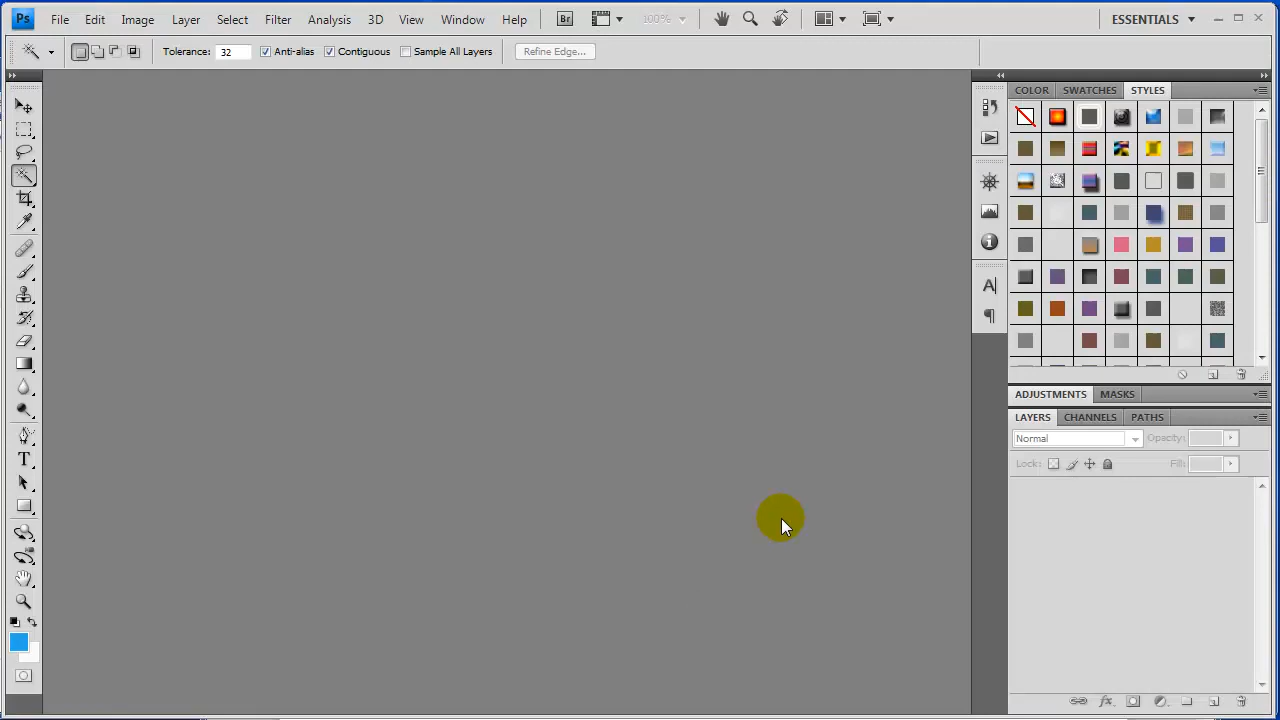 Ps File Edit Image Layer Select Filter Analysis 3D View Window Help Br 100% ESSENTIALS
Tolerance: 32 Anti-alias Contiguous Sample All Layers Refine Edge...
COLOR SWATCHES STYLES
ADJUSTMENTS MASKS
LAYERS CHANNELS PATHS
Normal Opacity:
Lock: Fill: